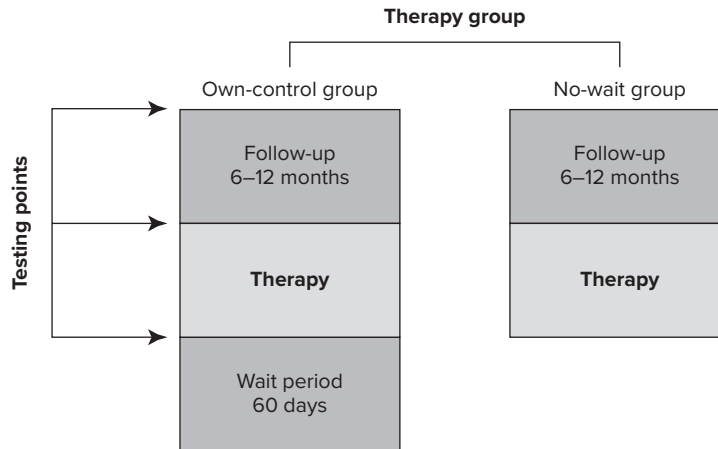 Therapy group
Own-control group
No-wait group
Testing points
Follow-up
6–12 months
Follow-up
6–12 months
Therapy
Therapy
Wait period
60 days